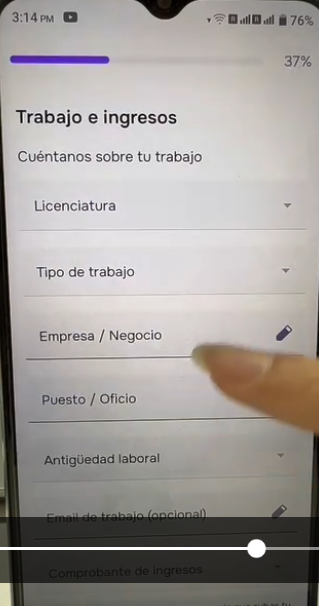 3:14 PM
76%
37%
Trabajo e ingresos
Cuéntanos sobre tu trabajo
Licenciatura
Tipo de trabajo
Empresa / Negocio
Puesto / Oficio
Antigüedad laboral
Email de trabajo (opcional)
Comprobante de ingresos